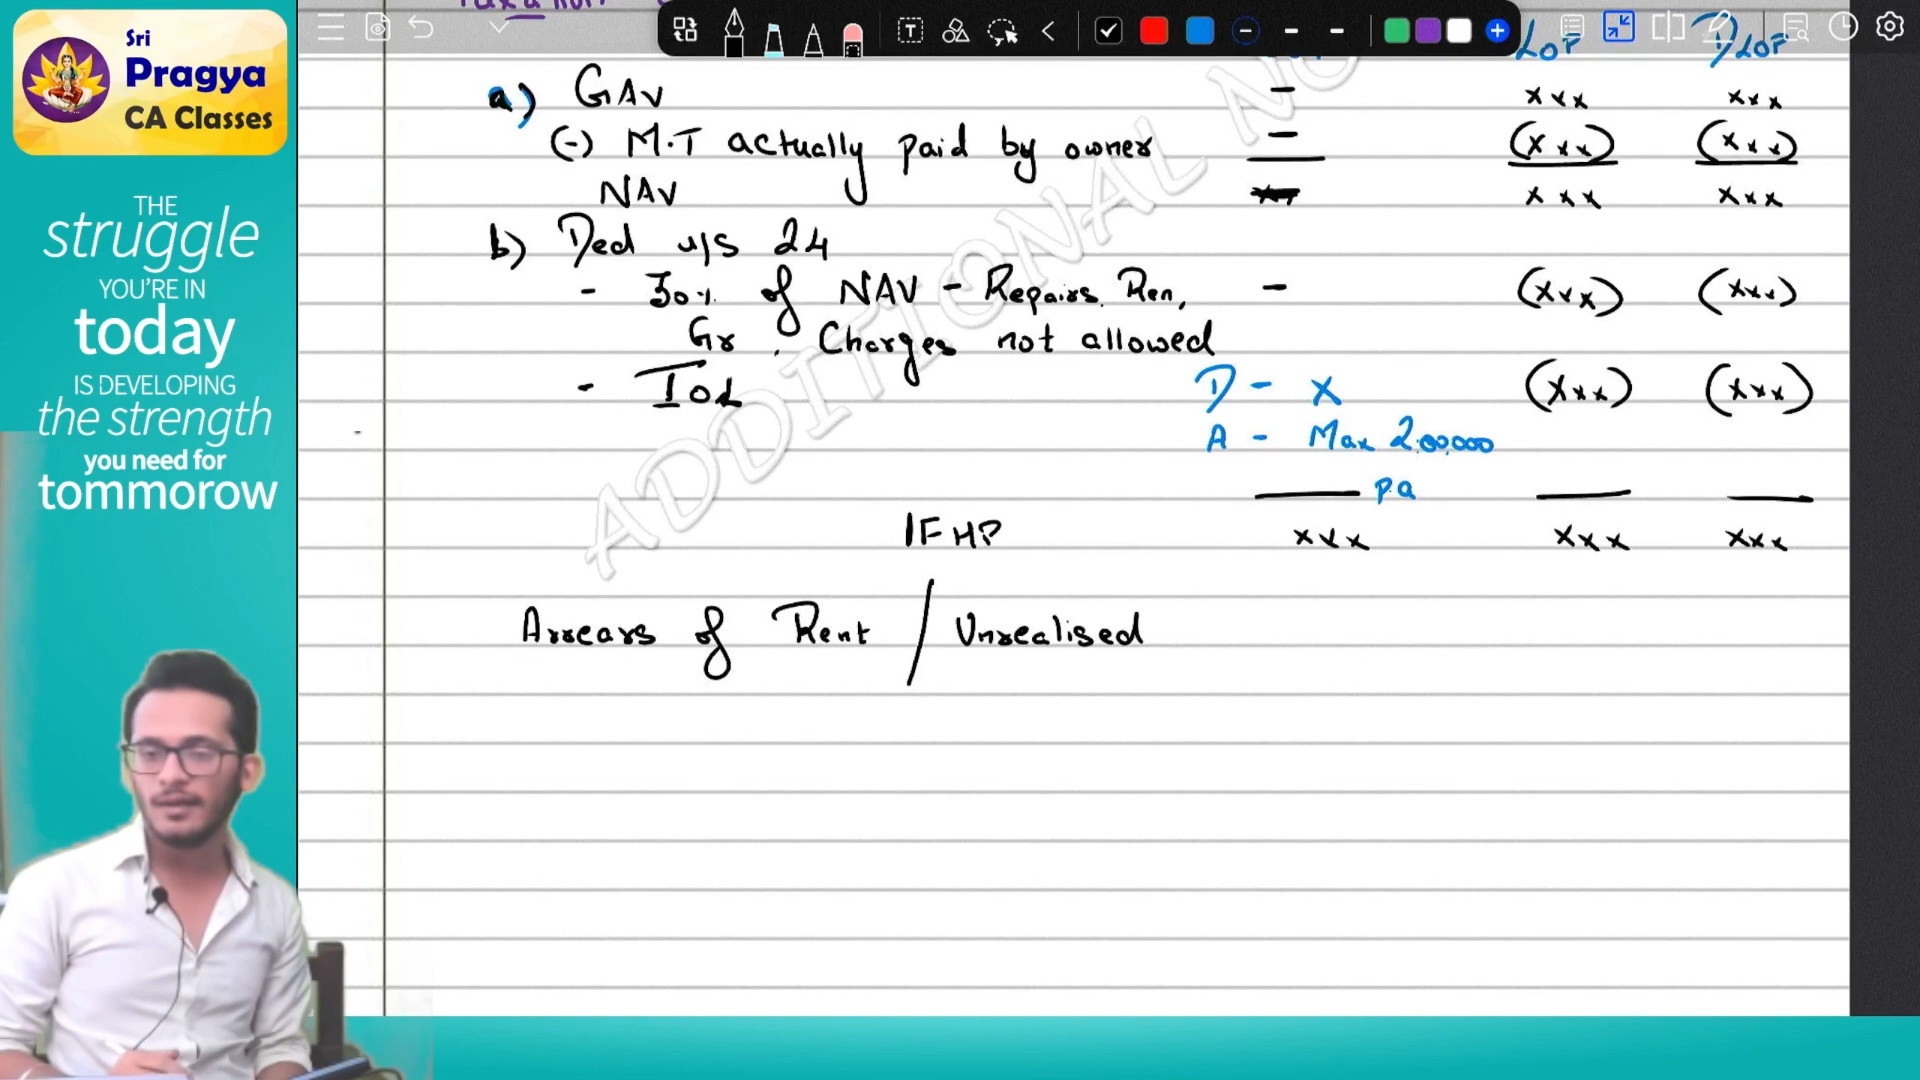 Sri
Pragya
CA Classes
THE
struggle
YOU'RE IN
today
IS DEVELOPING
the strength
you need for
tommorow
LOP DLOP
a) GAV - xxx xxx
(-) M.T actually paid by owner - (xxx) (xxx)
NAV xxx xxx
b) Ded u/s 24
- 30% of NAV - Repairs, Ren, - (xxx) (xxx)
Gr. Charges not allowed
- IOL D - X (xxx) (xxx)
A - Max 2,00,000
p.a
IFHP xxx xxx xxx
Arrears of Rent / Unrealised
ADDITIONAL NO